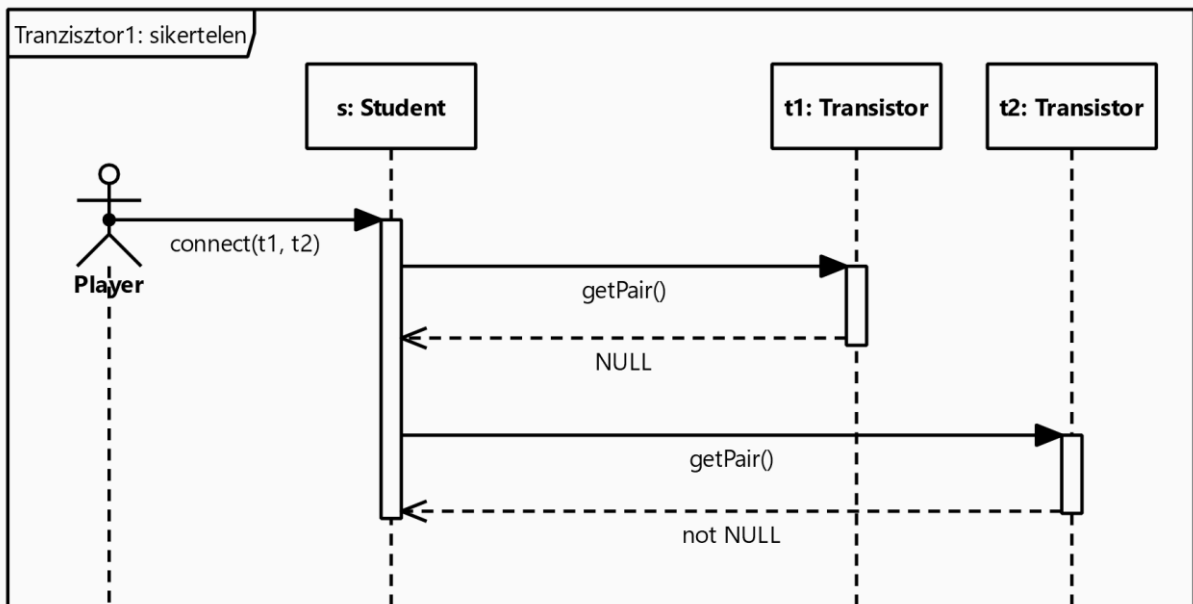 Tranzisztor1: sikertelen
s: Student
t1: Transistor
t2: Transistor
Player
connect(t1, t2)
getPair()
NULL
getPair()
not NULL